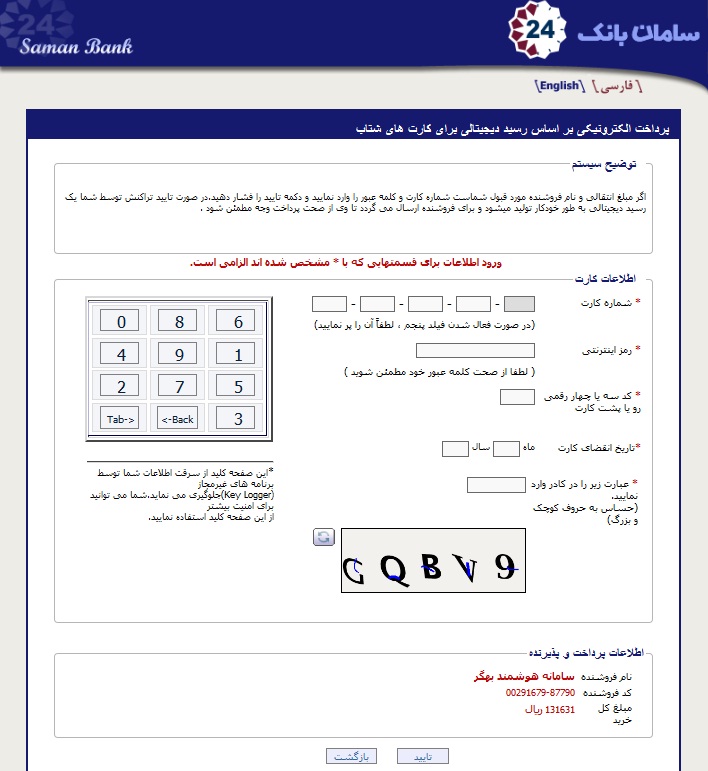 24
Saman Bank
سامان بانک
24
[فارسی] [English]
پرداخت الکترونیکی بر اساس رسید دیجیتالی برای کارت های شتاب
توضیح سیستم
اگر مبلغ انتقالی و نام فروشنده مورد قبول شماست شماره کارت و کلمه عبور را وارد نمایید و دکمه تایید را فشار دهید،در صورت تایید تراکنش توسط شما یک
رسید دیجیتالی به طور خودکار تولید میشود و برای فروشنده ارسال می گردد تا وی از صحت پرداخت وجه مطمئن شود .
ورود اطلاعات برای قسمتهایی که با * مشخص شده اند الزامی است.
اطلاعات کارت
* شماره کارت - - - -
(در صورت فعال شدن فیلد پنجم ، لطفاً آن را پر نمایید)
* رمز اینترنتی
( لطفا از صحت کلمه عبور خود مطمئن شوید )
* کد سه یا چهار رقمی
رو یا پشت کارت
*تاریخ انقضای کارت ماه سال
* عبارت زیر را در کادر وارد
نمایید.
(حساس به حروف کوچک
و بزرگ)
G Q B V 9
0 8 6
4 9 1
2 7 5
Tab-> <-Back 3
*این صفحه کلید از سرقت اطلاعات شما توسط
برنامه های غیرمجاز
(Key Logger)جلوگیری می نماید.شما می توانید
برای امنیت بیشتر
از این صفحه کلید استفاده نمایید.
اطلاعات پرداخت و پذیرنده
نام فروشنده سامانه هوشمند بهگر
کد فروشنده 00291679-87790
مبلغ کل 131631 ریال
خرید
تایید بازگشت